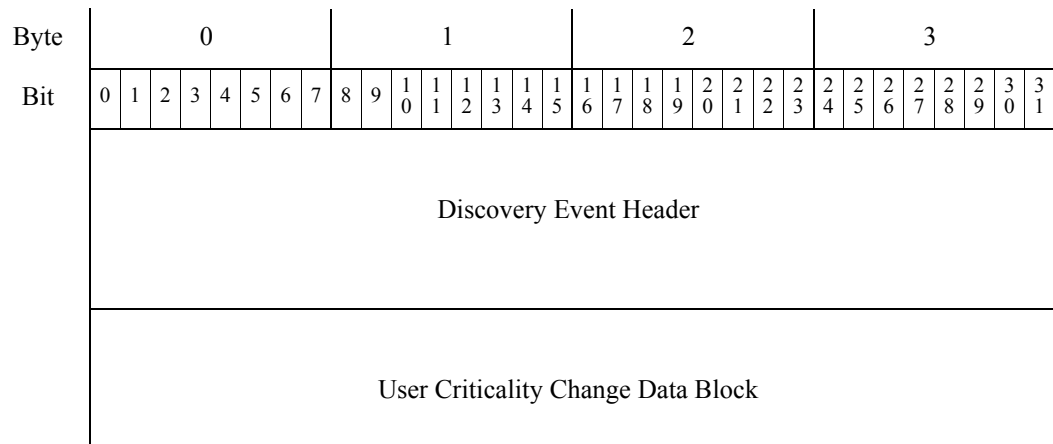 Byte 0 1 2 3
Bit 0 1 2 3 4 5 6 7 8 9 10 11 12 13 14 15 16 17 18 19 20 21 22 23 24 25 26 27 28 29 30 31
Discovery Event Header
User Criticality Change Data Block